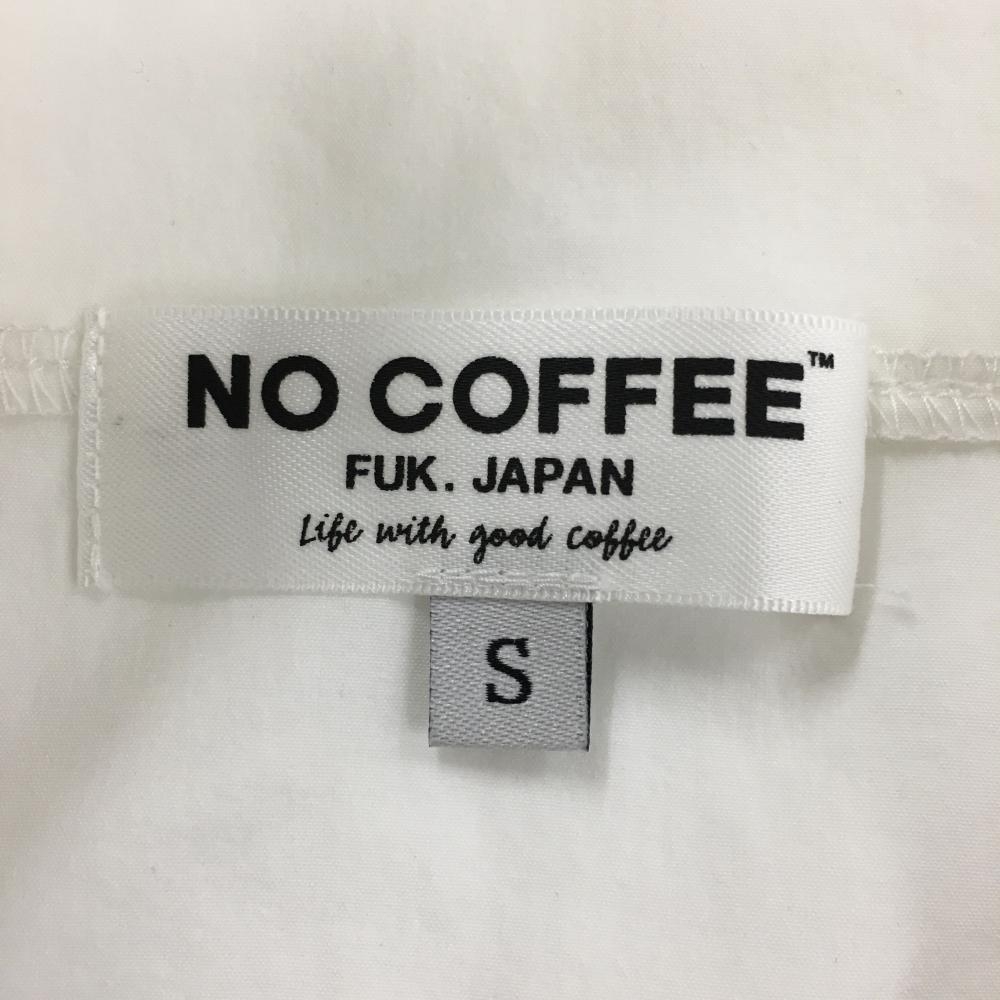 NO COFFEE™
FUK. JAPAN
Life with good coffee
S